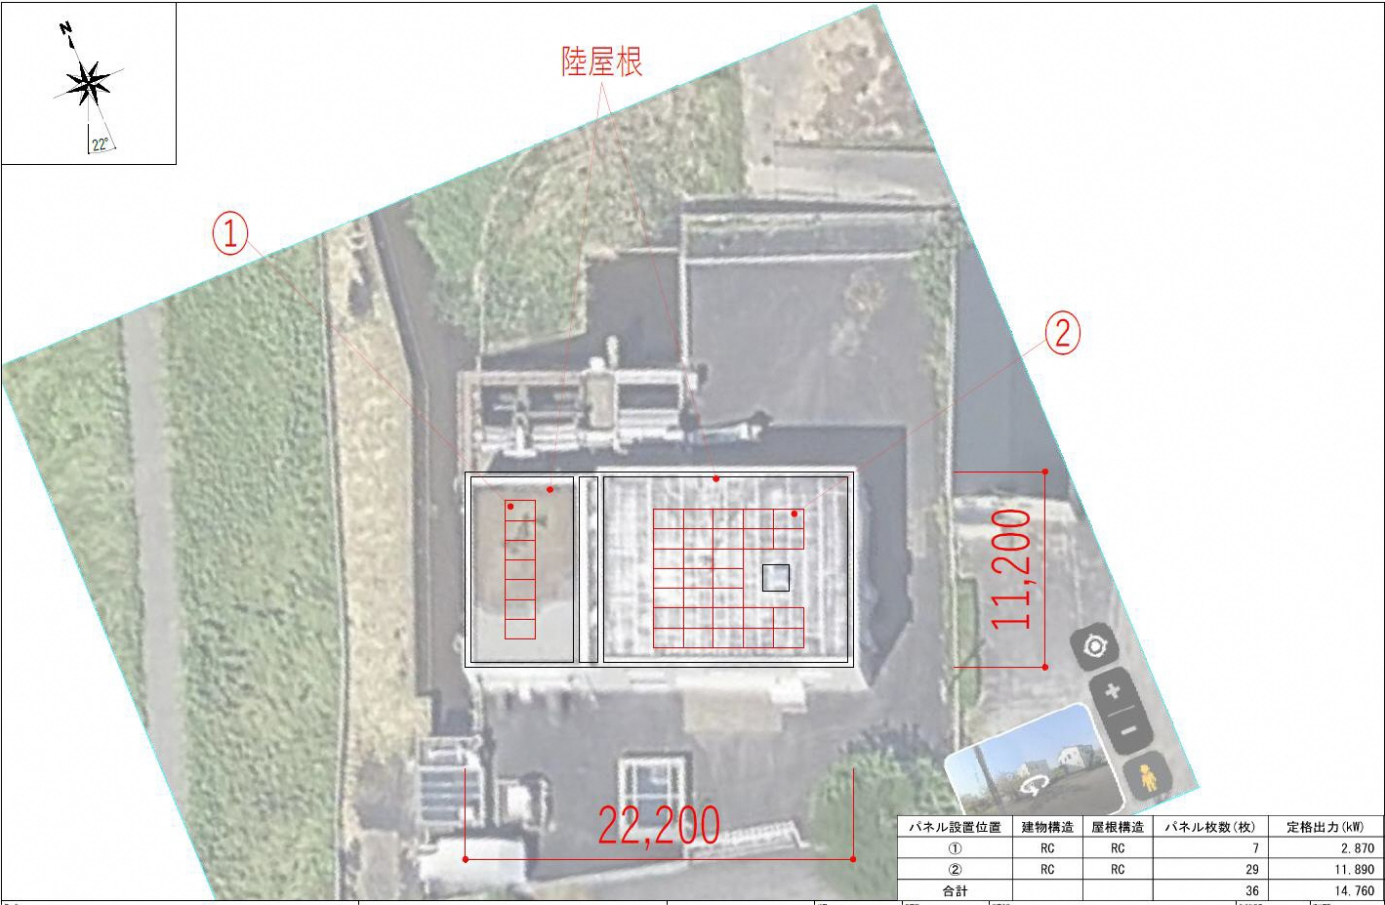 N
22°
陸屋根
①
②
11,200
22,200
パネル設置位置 建物構造 屋根構造 パネル枚数(枚) 定格出力(kW)
① RC RC 7 2.870
② RC RC 29 11.890
合計 36 14.760